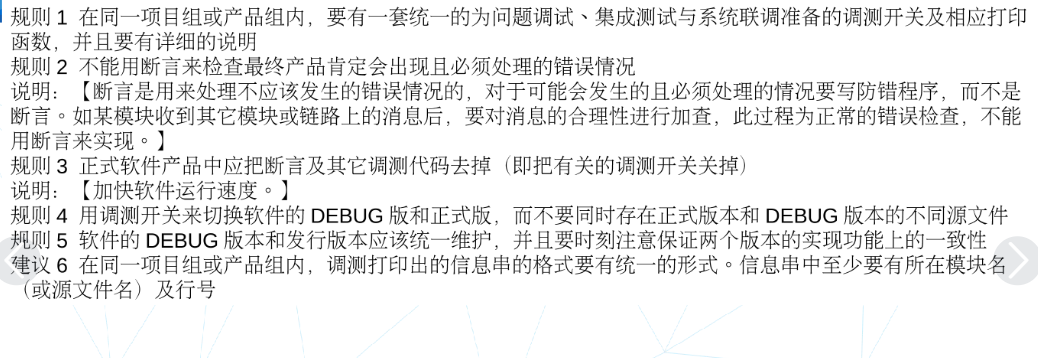 规则 1 在同一项目组或产品组内，要有一套统一的为问题调试、集成测试与系统联调准备的调测开关及相应打印
函数，并且要有详细的说明
规则 2 不能用断言来检查最终产品肯定会出现且必须处理的错误情况
说明：【断言是用来处理不应该发生的错误情况的，对于可能会发生的且必须处理的情况要写防错程序，而不是
断言。如某模块收到其它模块或链路上的消息后，要对消息的合理性进行加查，此过程为正常的错误检查，不能
用断言来实现。】
规则 3 正式软件产品中应把断言及其它调测代码去掉（即把有关的调测开关关掉）
说明：【加快软件运行速度。】
规则 4 用调测开关来切换软件的 DEBUG 版和正式版，而不要同时存在正式版本和 DEBUG 版本的不同源文件
规则 5 软件的 DEBUG 版本和发行版本应该统一维护，并且要时刻注意保证两个版本的实现功能上的一致性
建议 6 在同一项目组或产品组内，调测打印出的信息串的格式要有统一的形式。信息串中至少要有所在模块名
（或源文件名）及行号